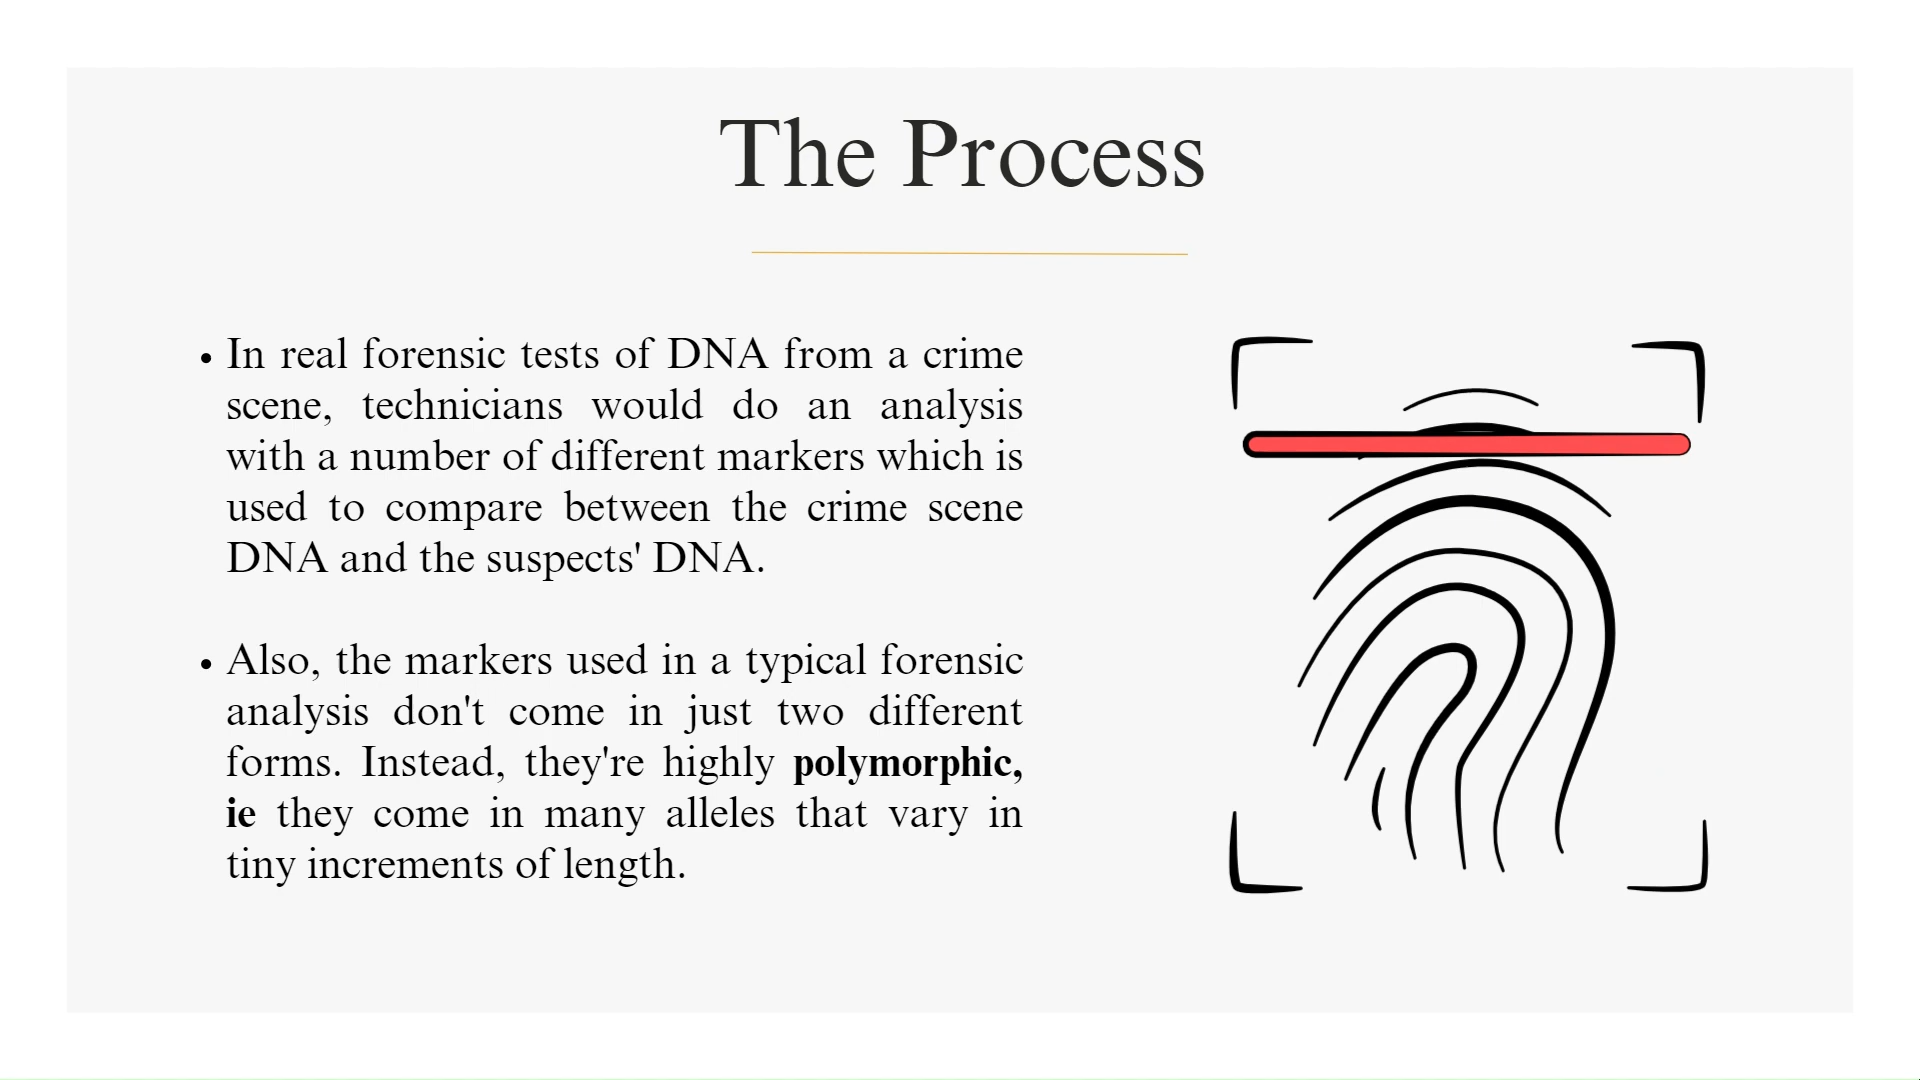 The Process
• In real forensic tests of DNA from a crime
scene, technicians would do an analysis
with a number of different markers which is
used to compare between the crime scene
DNA and the suspects' DNA.
• Also, the markers used in a typical forensic
analysis don't come in just two different
forms. Instead, they're highly polymorphic,
ie they come in many alleles that vary in
tiny increments of length.